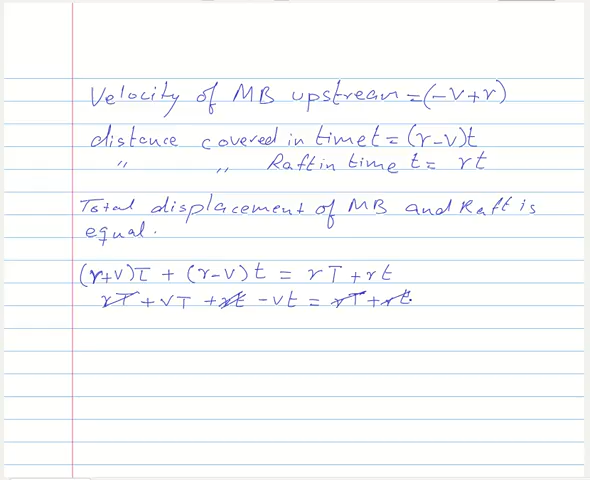 Velocity of MB upstream = (-V+r)
distance covered in time t = (r-v)t
" " Raft in time t = rt
Total displacement of MB and Raft is
equal.
(r+v)T + (r-v)t = rT + rt
rT + vT + rt - vt = rT + rt.